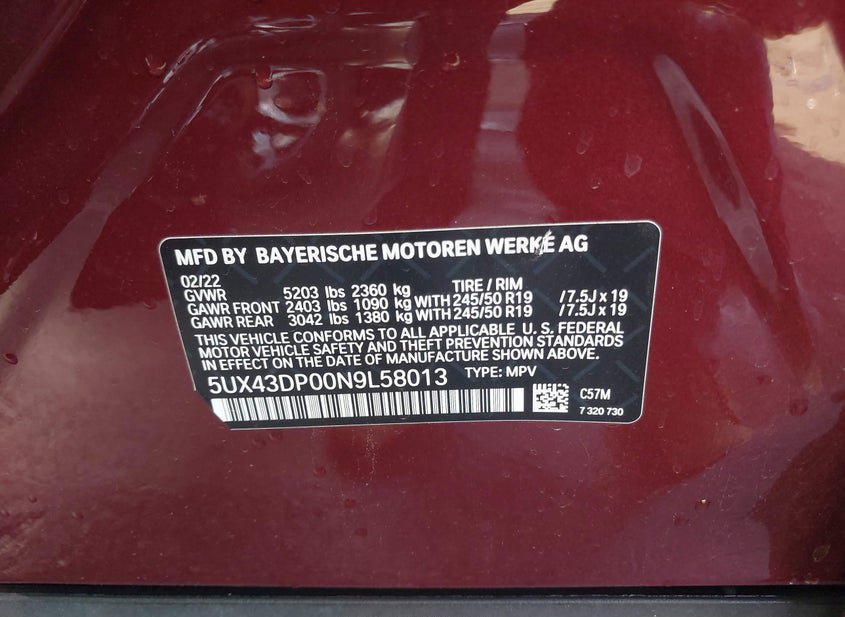 MFD BY BAYERISCHE MOTOREN WERKE AG
02/22 TIRE / RIM
GVWR 5203 lbs 2360 kg
GAWR FRONT 2403 lbs 1090 kg WITH 245/50 R19 / 7.5J x 19
GAWR REAR 3042 lbs 1380 kg WITH 245/50 R19 / 7.5J x 19
THIS VEHICLE CONFORMS TO ALL APPLICABLE U. S. FEDERAL
MOTOR VEHICLE SAFETY AND THEFT PREVENTION STANDARDS
IN EFFECT ON THE DATE OF MANUFACTURE SHOWN ABOVE.
5UX43DP00N9L58013 TYPE: MPV
C57M
7 320 730